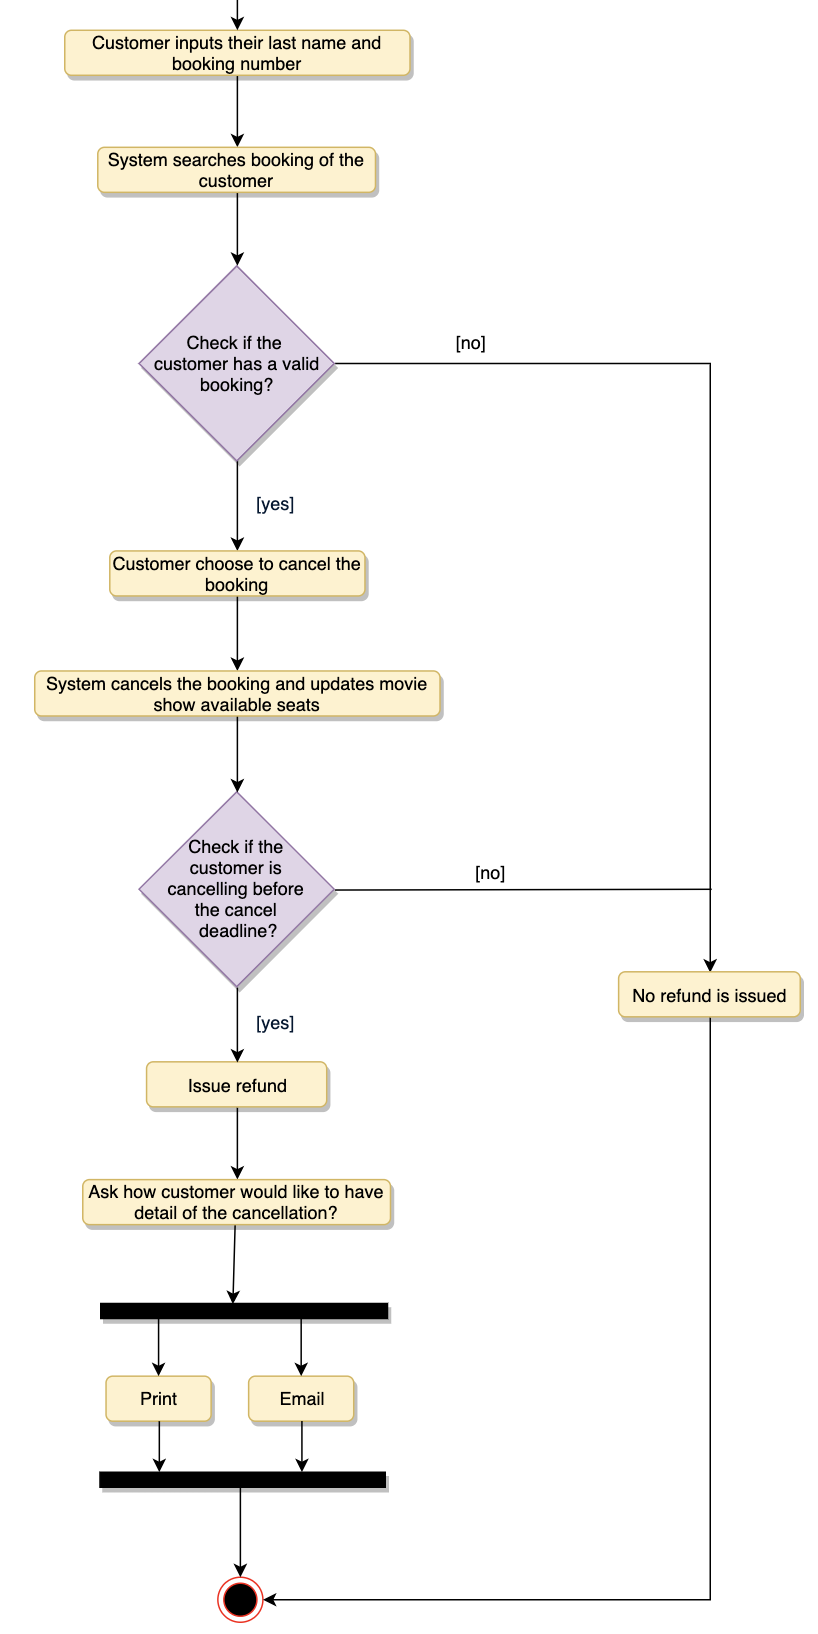 Customer inputs their last name and
booking number
System searches booking of the
customer
Check if the
customer has a valid
booking?
[no]
[yes]
Customer choose to cancel the
booking
System cancels the booking and updates movie
show available seats
Check if the
customer is
cancelling before
the cancel
deadline?
[no]
No refund is issued
[yes]
Issue refund
Ask how customer would like to have
detail of the cancellation?
Print
Email